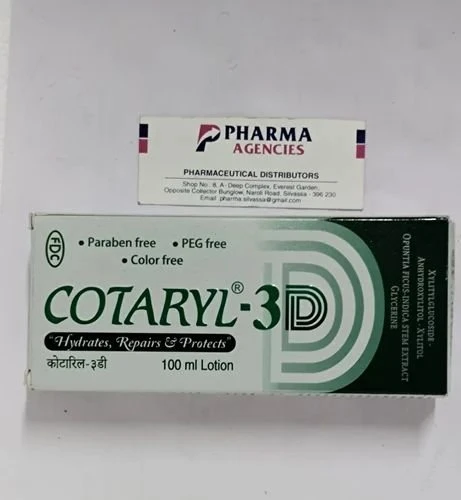 PHARMA
AGENCIES
PHARMACEUTICAL DISTRIBUTORS
Shop No.: 8, A- Deep Complex, Everest Garden,
Opposite Collector Bunglow, Naroli Road, Silvassa - 396 230
Email: pharma.silvassa@gmail.com
FDC
• Paraben free • PEG free
• Color free
COTARYL®-3D
"Hydrates, Repairs & Protects"
कोटारिल-३डी
100 ml Lotion
XYLITYLGLUCOSIDE -
ANHYDROXYLITOL - XYLITOL
OPUNTIA FICUS-INDICA STEM EXTRACT
GLYCERINE